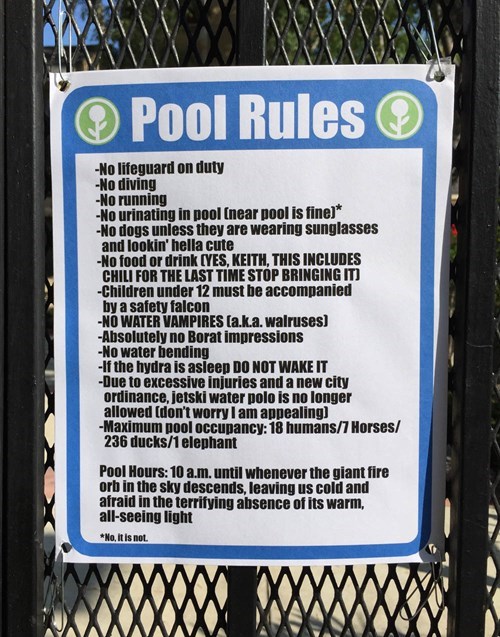 Pool Rules
-No lifeguard on duty
-No diving
-No running
-No urinating in pool (near pool is fine)*
-No dogs unless they are wearing sunglasses
and lookin' hella cute
-No food or drink (YES, KEITH, THIS INCLUDES
CHILI FOR THE LAST TIME STOP BRINGING IT)
-Children under 12 must be accompanied
by a safety falcon
-NO WATER VAMPIRES (a.k.a. walruses)
-Absolutely no Borat impressions
-No water bending
-If the hydra is asleep DO NOT WAKE IT
-Due to excessive injuries and a new city
ordinance, jetski water polo is no longer
allowed (don't worry I am appealing)
-Maximum pool occupancy: 18 humans/7 Horses/
236 ducks/1 elephant
Pool Hours: 10 a.m. until whenever the giant fire
orb in the sky descends, leaving us cold and
afraid in the terrifying absence of its warm,
all-seeing light
*No, it is not.